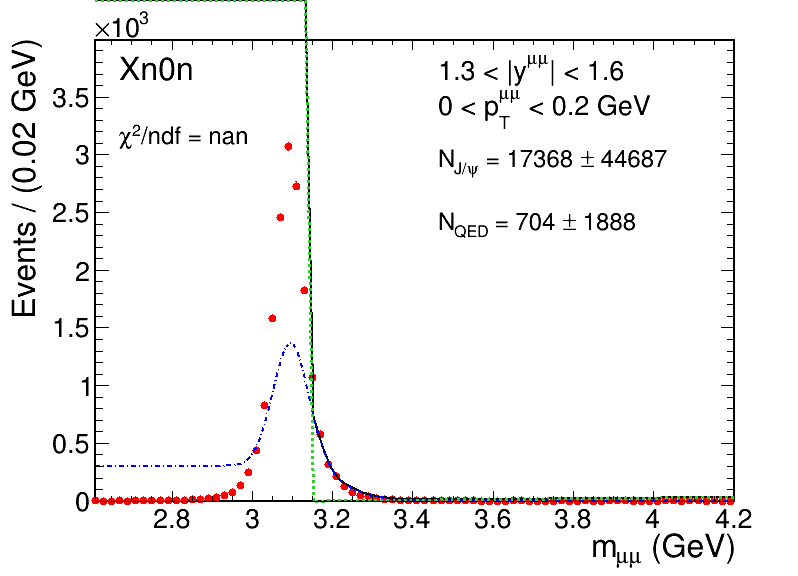 ×10³
Xn0n
1.3 < |y^μμ| < 1.6
0 < p_T^μμ < 0.2 GeV
χ²/ndf = nan
N_J/ψ = 17368 ± 44687
N_QED = 704 ± 1888
Events / (0.02 GeV)
3.5
3
2.5
2
1.5
1
0.5
0
2.8 3 3.2 3.4 3.6 3.8 4 4.2
m_μμ (GeV)